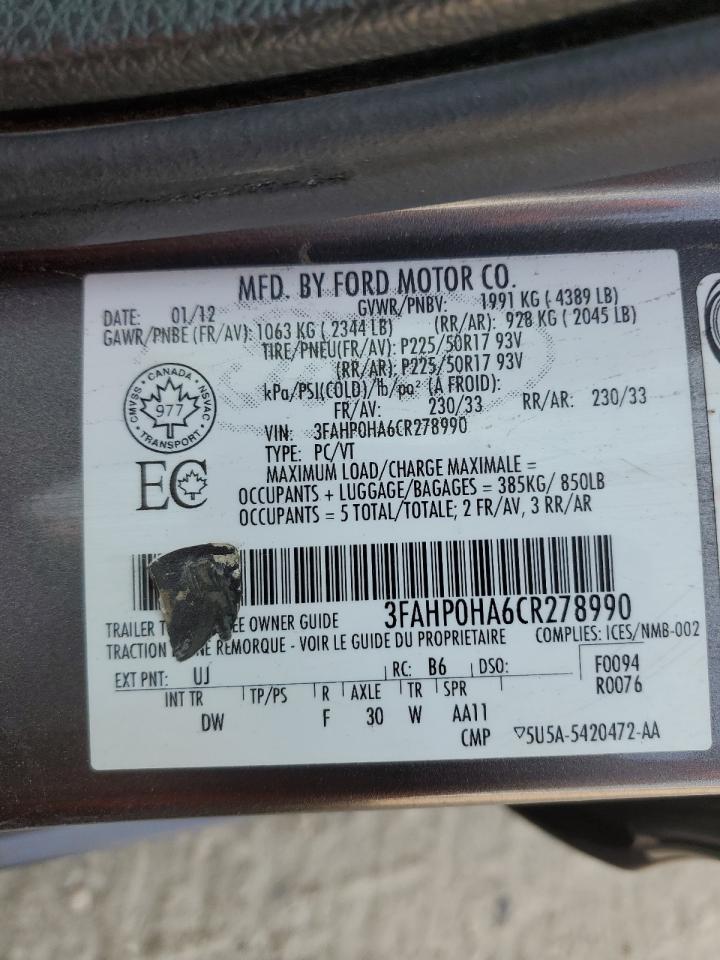 MFD. BY FORD MOTOR CO.
DATE: 01/12 GVWR/PNBV: 1991 KG ( 4389 LB)
GAWR/PNBE (FR/AV): 1063 KG ( 2344 LB) (RR/AR): 928 KG ( 2045 LB)
TIRE/PNEU(FR/AV): P225/50R17 93V
(RR/AR): P225/50R17 93V
kPa/PSI(COLD)/lb/po² (A FROID):
FR/AV: 230/33 RR/AR: 230/33
CMVSS • CANADA • NSVAC • TRANSPORT •
977
VIN: 3FAHP0HA6CR278990
TYPE: PC/VT
EC
MAXIMUM LOAD/CHARGE MAXIMALE =
OCCUPANTS + LUGGAGE/BAGAGES = 385KG/ 850LB
OCCUPANTS = 5 TOTAL/TOTALE; 2 FR/AV, 3 RR/AR
3FAHP0HA6CR278990
TRAILER OWNER GUIDE
TRACTION REMORQUE - VOIR LE GUIDE DU PROPRIETAIRE COMPLIES: ICES/NMB-002
EXT PNT: UJ RC: B6 DSO: F0094
R0076
INT TR TP/PS R AXLE TR SPR
DW F 30 W AA11
CMP ▽5U5A-5420472-AA